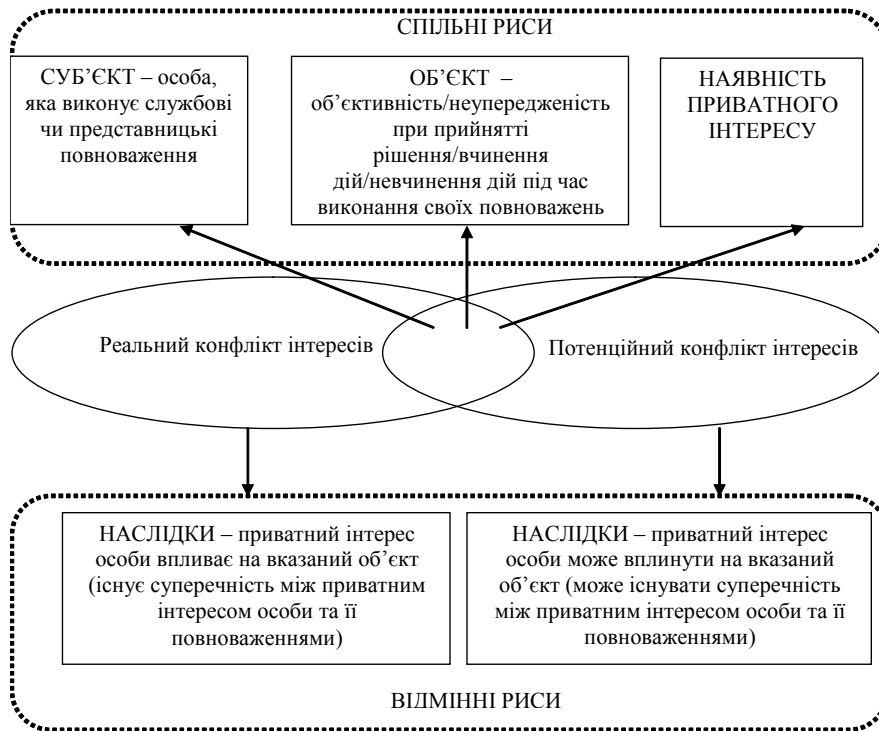 СПІЛЬНІ РИСИ
СУБ’ЄКТ – особа,
яка виконує службові
чи представницькі
повноваження
ОБ’ЄКТ –
об’єктивність/неупередженість
при прийнятті
рішення/вчинення
дій/невчинення дій під час
виконання своїх повноважень
НАЯВНІСТЬ
ПРИВАТНОГО
ІНТЕРЕСУ
Реальний конфлікт інтересів
Потенційний конфлікт інтересів
НАСЛІДКИ – приватний інтерес
особи впливає на вказаний об’єкт
(існує суперечність між приватним
інтересом особи та її
повноваженнями)
НАСЛІДКИ – приватний інтерес
особи може вплинути на вказаний
об’єкт (може існувати суперечність
між приватним інтересом особи та її
повноваженнями)
ВІДМІННІ РИСИ